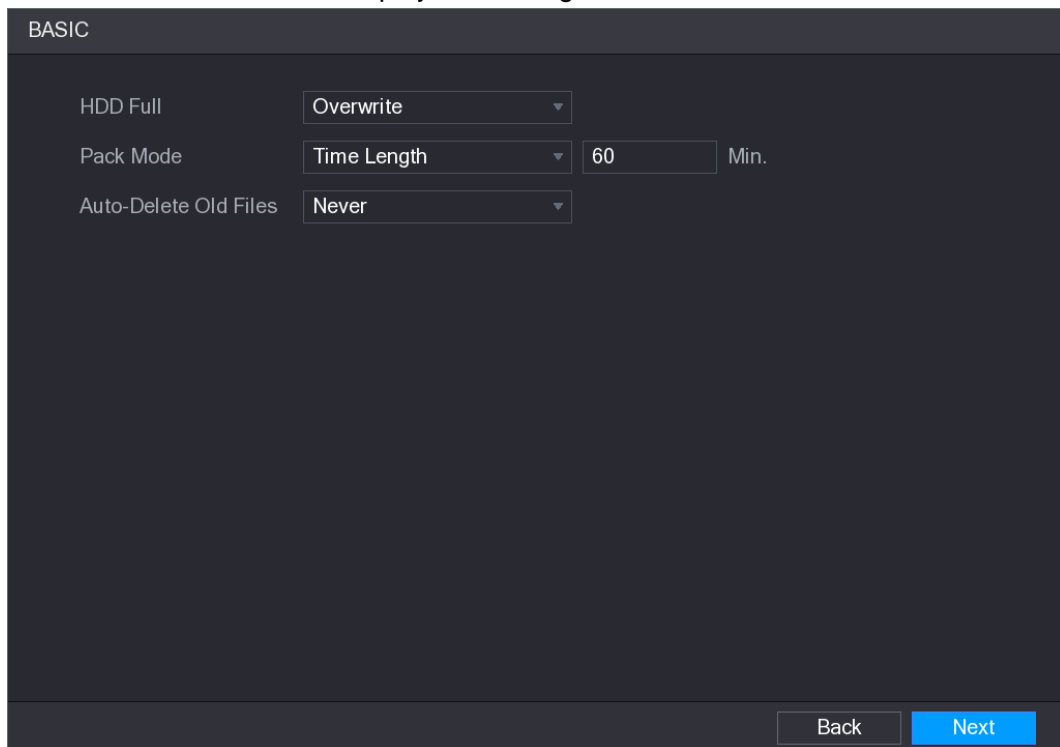 BASIC
HDD Full Overwrite
Pack Mode Time Length 60 Min.
Auto-Delete Old Files Never
Back Next